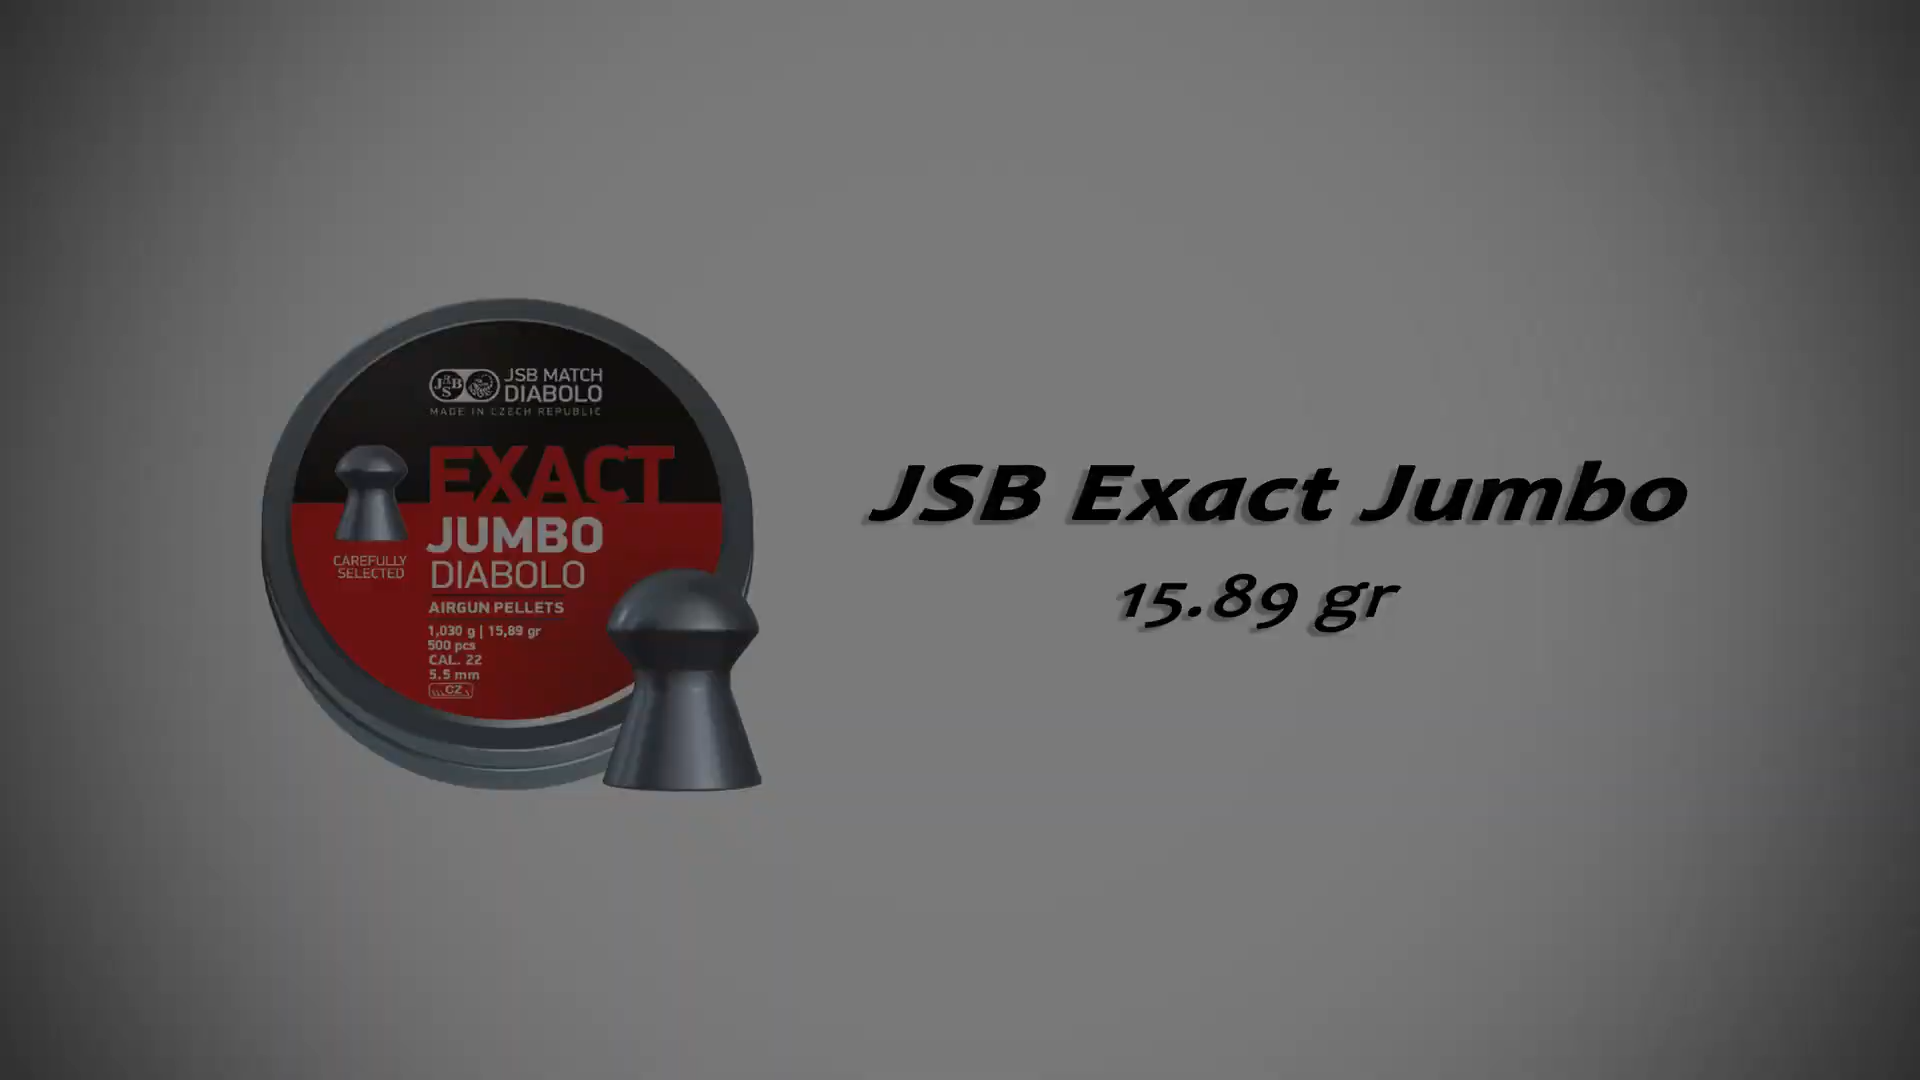 JSB MATCH
DIABOLO
MADE IN CZECH REPUBLIC
EXACT
JUMBO
DIABOLO
CAREFULLY
SELECTED
AIRGUN PELLETS
1,030 g | 15,89 gr
500 pcs
CAL. 22
5.5 mm
CZ
JSB Exact Jumbo
15.89 gr